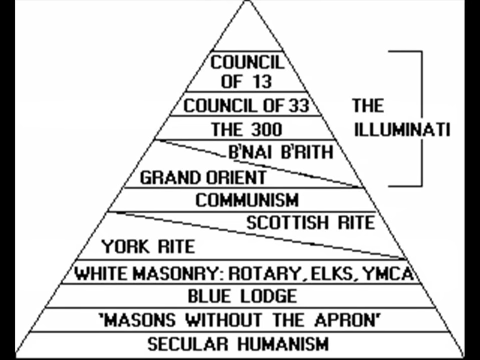 COUNCIL
OF 13
COUNCIL OF 33
THE
THE 300
ILLUMINATI
B'NAI B'RITH
GRAND ORIENT
COMMUNISM
SCOTTISH RITE
YORK RITE
WHITE MASONRY: ROTARY, ELKS, YMCA
BLUE LODGE
'MASONS WITHOUT THE APRON'
SECULAR HUMANISM